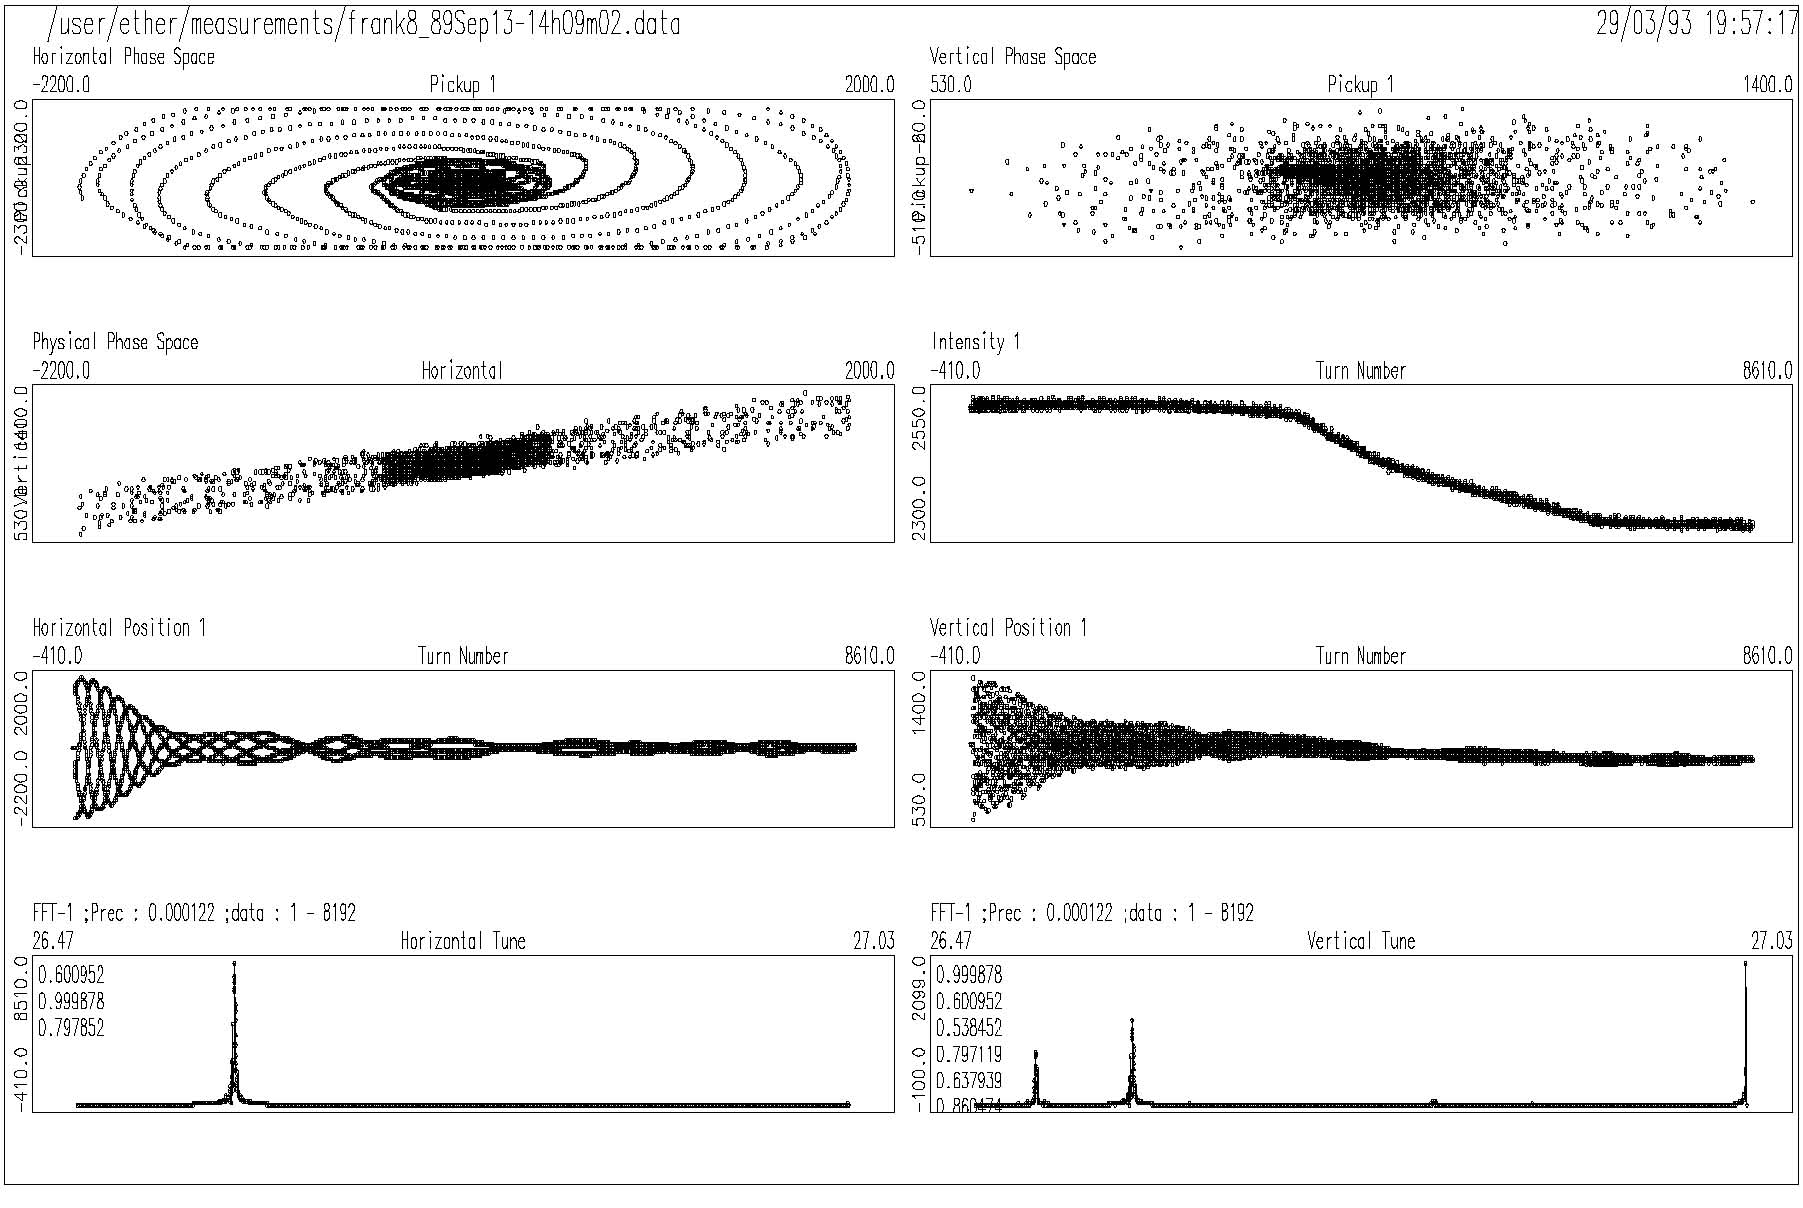 /user/ether/measurements/frank8_89Sep13-14h09m02.data 29/03/93 19:57:17
Horizontal Phase Space
-2200.0 Pickup 1 2000.0
Vertical Phase Space
530.0 Pickup 1 1400.0
Physical Phase Space
-2200.0 Horizontal 2000.0
530 Vertical 1400.0
Intensity 1
-410.0 Turn Number 8610.0
2300.0 2550.0
Horizontal Position 1
-410.0 Turn Number 8610.0
-2200.0 2000.0
Vertical Position 1
-410.0 Turn Number 8610.0
530.0 1400.0
FFT-1 ;Prec : 0.000122 ;data : 1 - 8192
26.47 Horizontal Tune 27.03
-410.0 8510.0
0.600952
0.999878
0.797852
FFT-1 ;Prec : 0.000122 ;data : 1 - 8192
26.47 Vertical Tune 27.03
-100.0 2099.0
0.999878
0.600952
0.538452
0.797119
0.637939
0.860474